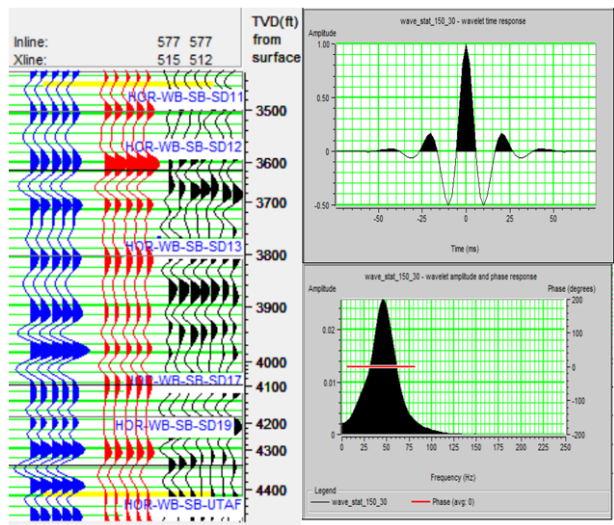 Inline: 577 577
Xline: 515 512
TVD(ft)
from
surface
HOR-WB-SB-SD11
3500
HOR-WB-SB-SD12
3600
3700
HOR-WB-SB-SD13
3800
3900
4000
HOR-WB-SB-SD17
4100
HOR-WB-SB-SD19
4200
4300
4400
HOR-WB-SB-UTAF
wave_stat_150_30 - wavelet time response
Amplitude
1.00
0.50
0
-0.50
-50 -25 0 25 50
Time (ms)
wave_stat_150_30 - wavelet amplitude and phase response
Amplitude Phase (degrees)
200
0.02
100
0
0.01
-100
0
-200
0 25 50 75 100 125 150 175 200 225 250
Frequency (Hz)
Legend
wave_stat_150_30 Phase (avg: 0)